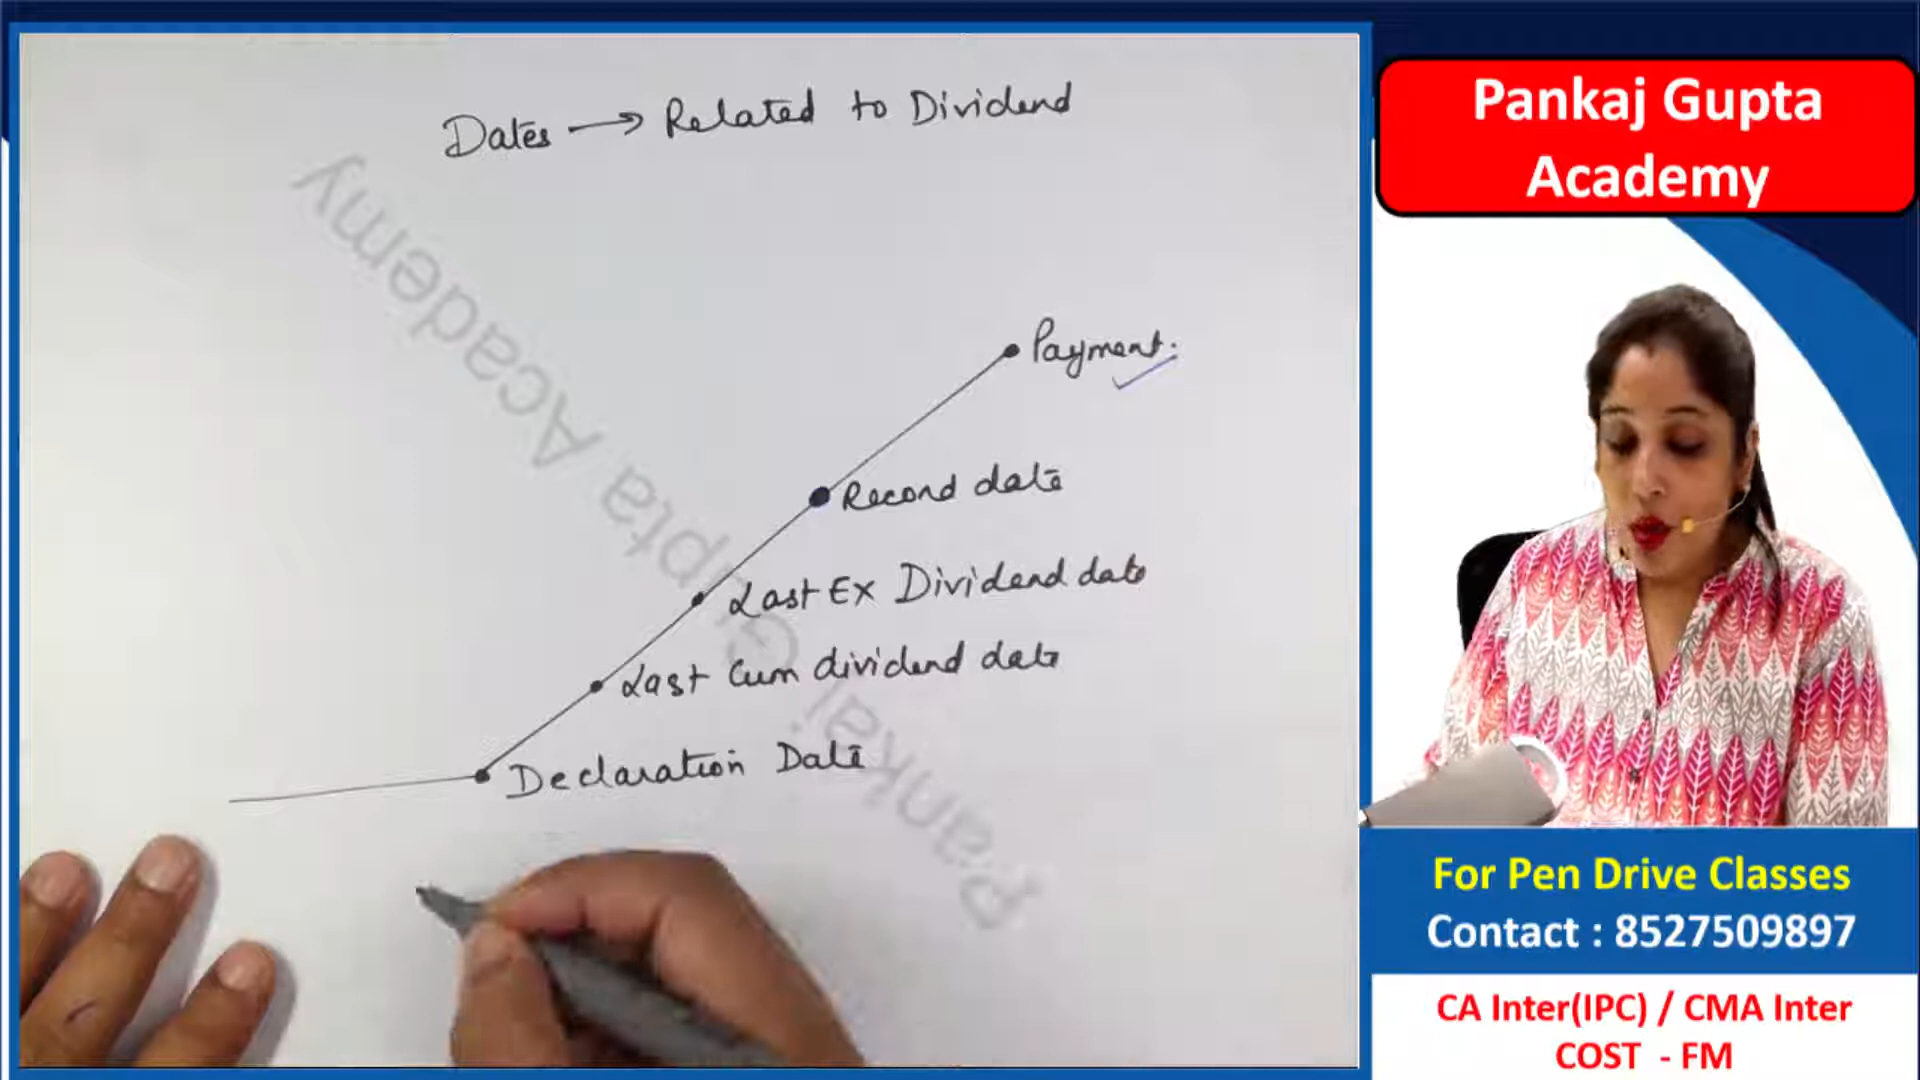 Dates → Related to Dividend
Payment.
Record date
Last Ex Dividend date
Last Cum dividend date
Declaration Date
Pankaj Gupta Academy
Pankaj Gupta
Academy
For Pen Drive Classes
Contact : 8527509897
CA Inter(IPC) / CMA Inter
COST - FM